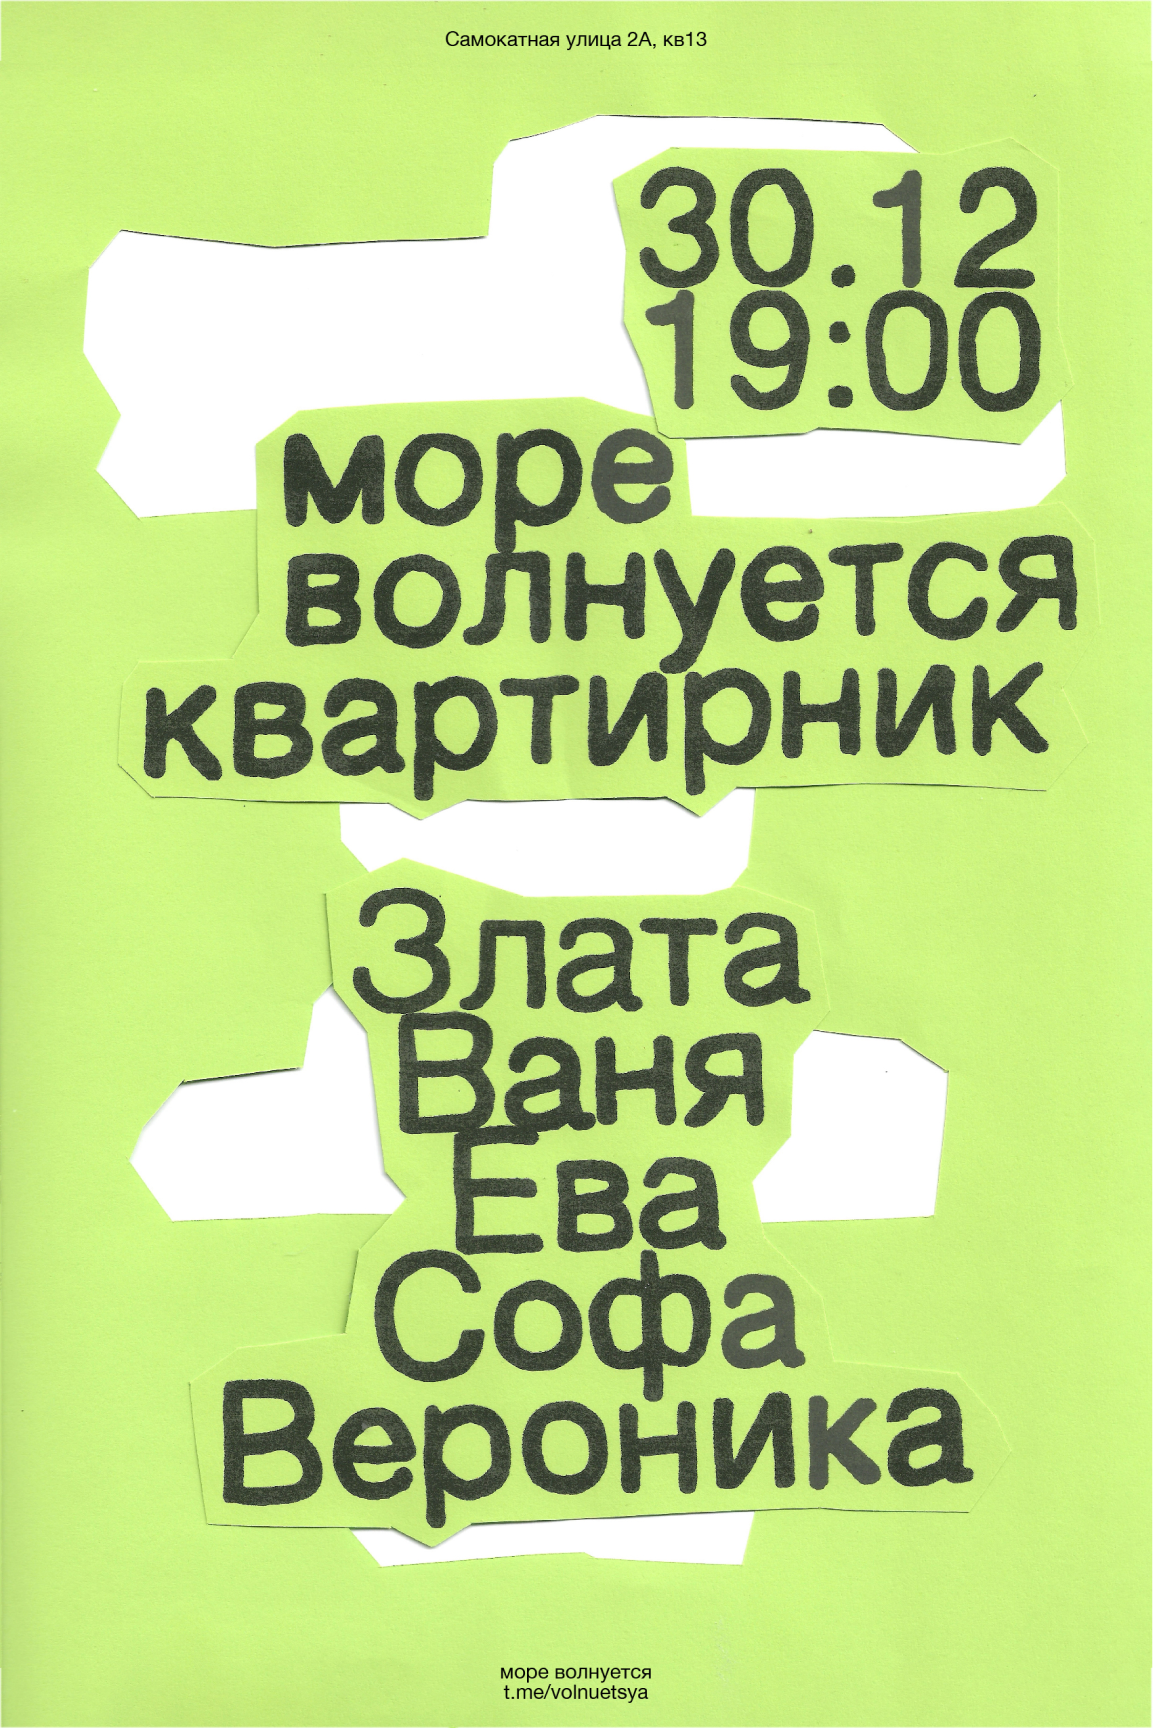 Самокатная улица 2А, кв13
30.12
19:00
море
волнуется
квартирник
Злата
Ваня
Ева
Софа
Вероника
море волнуется
t.me/volnuetsya